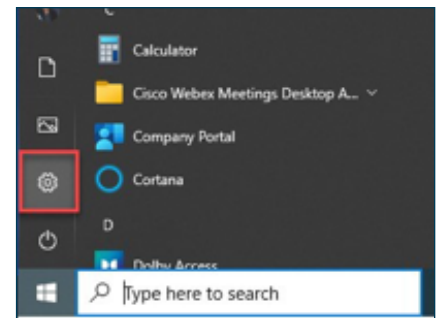 C
Calculator
Cisco Webex Meetings Desktop A...
Company Portal
Cortana
D
Dolby Access
Type here to search